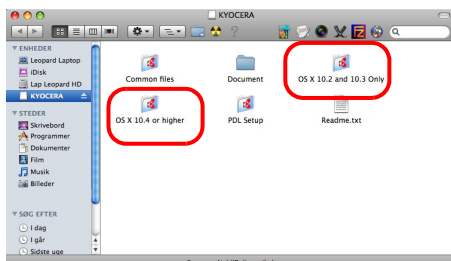 KYOCERA
ENHEDER
Leopard Laptop
iDisk
Lap Leopard HD
KYOCERA
STEDER
Skrivebord
Programmer
Dokumenter
Film
Musik
Billeder
SØG EFTER
I dag
I går
Sidste uge
Common files
Document
OS X 10.2 and 10.3 Only
OS X 10.4 or higher
PDL Setup
Readme.txt